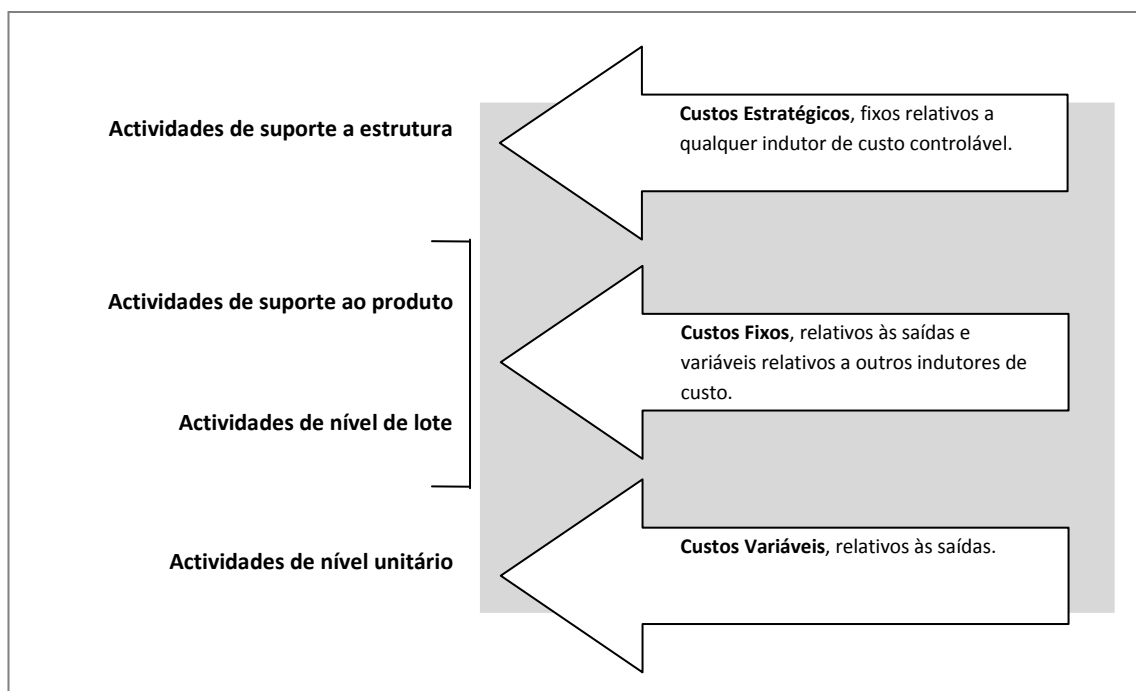 Actividades de suporte a estrutura
Custos Estratégicos, fixos relativos a
qualquer indutor de custo controlável.
Actividades de suporte ao produto
Custos Fixos, relativos às saídas e
variáveis relativos a outros indutores de
custo.
Actividades de nível de lote
Actividades de nível unitário
Custos Variáveis, relativos às saídas.